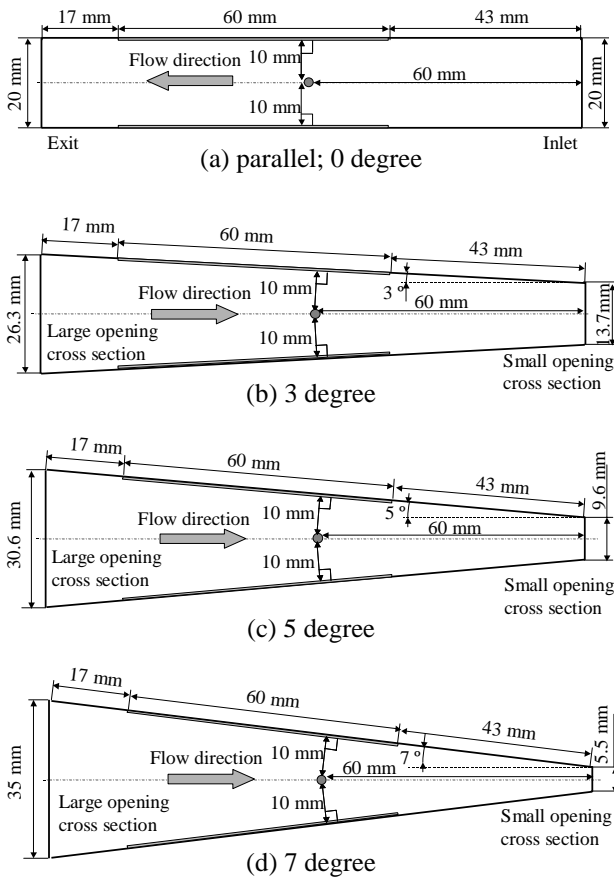 17 mm 60 mm 43 mm
Flow direction
10 mm
60 mm
20 mm
20 mm
10 mm
Exit
Inlet
(a) parallel; 0 degree
17 mm
60 mm
43 mm
Flow direction
10 mm
3 º
60 mm
26.3 mm
13.7mm
Large opening
cross section
10 mm
Small opening
cross section
(b) 3 degree
17 mm
60 mm
43 mm
9.6 mm
Flow direction
10 mm
5 º
60 mm
30.6 mm
Large opening
cross section
10 mm
Small opening
cross section
(c) 5 degree
17 mm
60 mm
43 mm
5.5 mm
Flow direction
10 mm
7 º
60 mm
35 mm
Large opening
cross section
10 mm
Small opening
cross section
(d) 7 degree